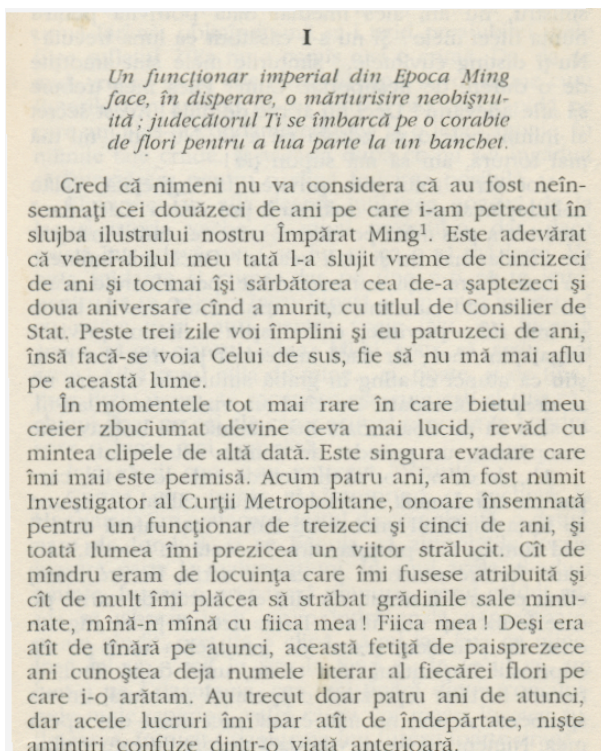 I
Un funcţionar imperial din Epoca Ming
face, în disperare, o mărturisire neobişnu-
ită ; judecătorul Ti se îmbarcă pe o corabie
de flori pentru a lua parte la un banchet.
Cred că nimeni nu va considera că au fost neîn-
semnaţi cei douăzeci de ani pe care i-am petrecut în
slujba ilustrului nostru Împărat Ming¹. Este adevărat
că venerabilul meu tată l-a slujit vreme de cincizeci
de ani şi tocmai îşi sărbătorea cea de-a şaptezeci şi
doua aniversare cînd a murit, cu titlul de Consilier de
Stat. Peste trei zile voi împlini şi eu patruzeci de ani,
însă facă-se voia Celui de sus, fie să nu mă mai aflu
pe această lume.
În momentele tot mai rare în care bietul meu
creier zbuciumat devine ceva mai lucid, revăd cu
mintea clipele de altă dată. Este singura evadare care
îmi mai este permisă. Acum patru ani, am fost numit
Investigator al Curţii Metropolitane, onoare însemnată
pentru un funcţionar de treizeci şi cinci de ani, şi
toată lumea îmi prezicea un viitor strălucit. Cît de
mîndru eram de locuinţa care îmi fusese atribuită şi
cît de mult îmi plăcea să străbat grădinile sale minu-
nate, mînă-n mînă cu fiica mea ! Fiica mea ! Deşi era
atît de tînără pe atunci, această fetiţă de paisprezece
ani cunoştea deja numele literar al fiecărei flori pe
care i-o arătam. Au trecut doar patru ani de atunci,
dar acele lucruri îmi par atît de îndepărtate, nişte
amintiri confuze dintr-o viaţă anterioară.